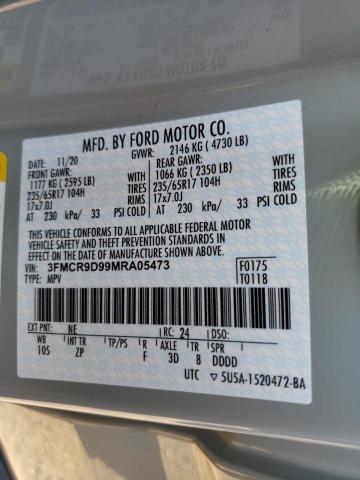 MFD. BY FORD MOTOR CO.
DATE: 11/20 GVWR: 2146 KG ( 4730 LB)
FRONT GAWR: REAR GAWR:
1177 KG ( 2595 LB) WITH 1066 KG ( 2350 LB) WITH
235/65R17 104H TIRES 235/65R17 104H TIRES
17x7.0J RIMS 17x7.0J RIMS
AT 230 kPa/ 33 PSI COLD AT 230 kPa/ 33 PSI COLD
THIS VEHICLE CONFORMS TO ALL APPLICABLE FEDERAL MOTOR
VEHICLE SAFETY AND THEFT PREVENTION STANDARDS IN
EFFECT ON THE DATE OF MANUFACTURE SHOWN ABOVE.
VIN: 3FMCR9D99MRA05473 F0175
TYPE: MPV T0118
EXT PNT: NE RC: 24 DSO:
WB INT TR TP/PS R AXLE TR SPR
105 ZP F 3D 8 DDDD
UTC 5U5A-1520472-BA